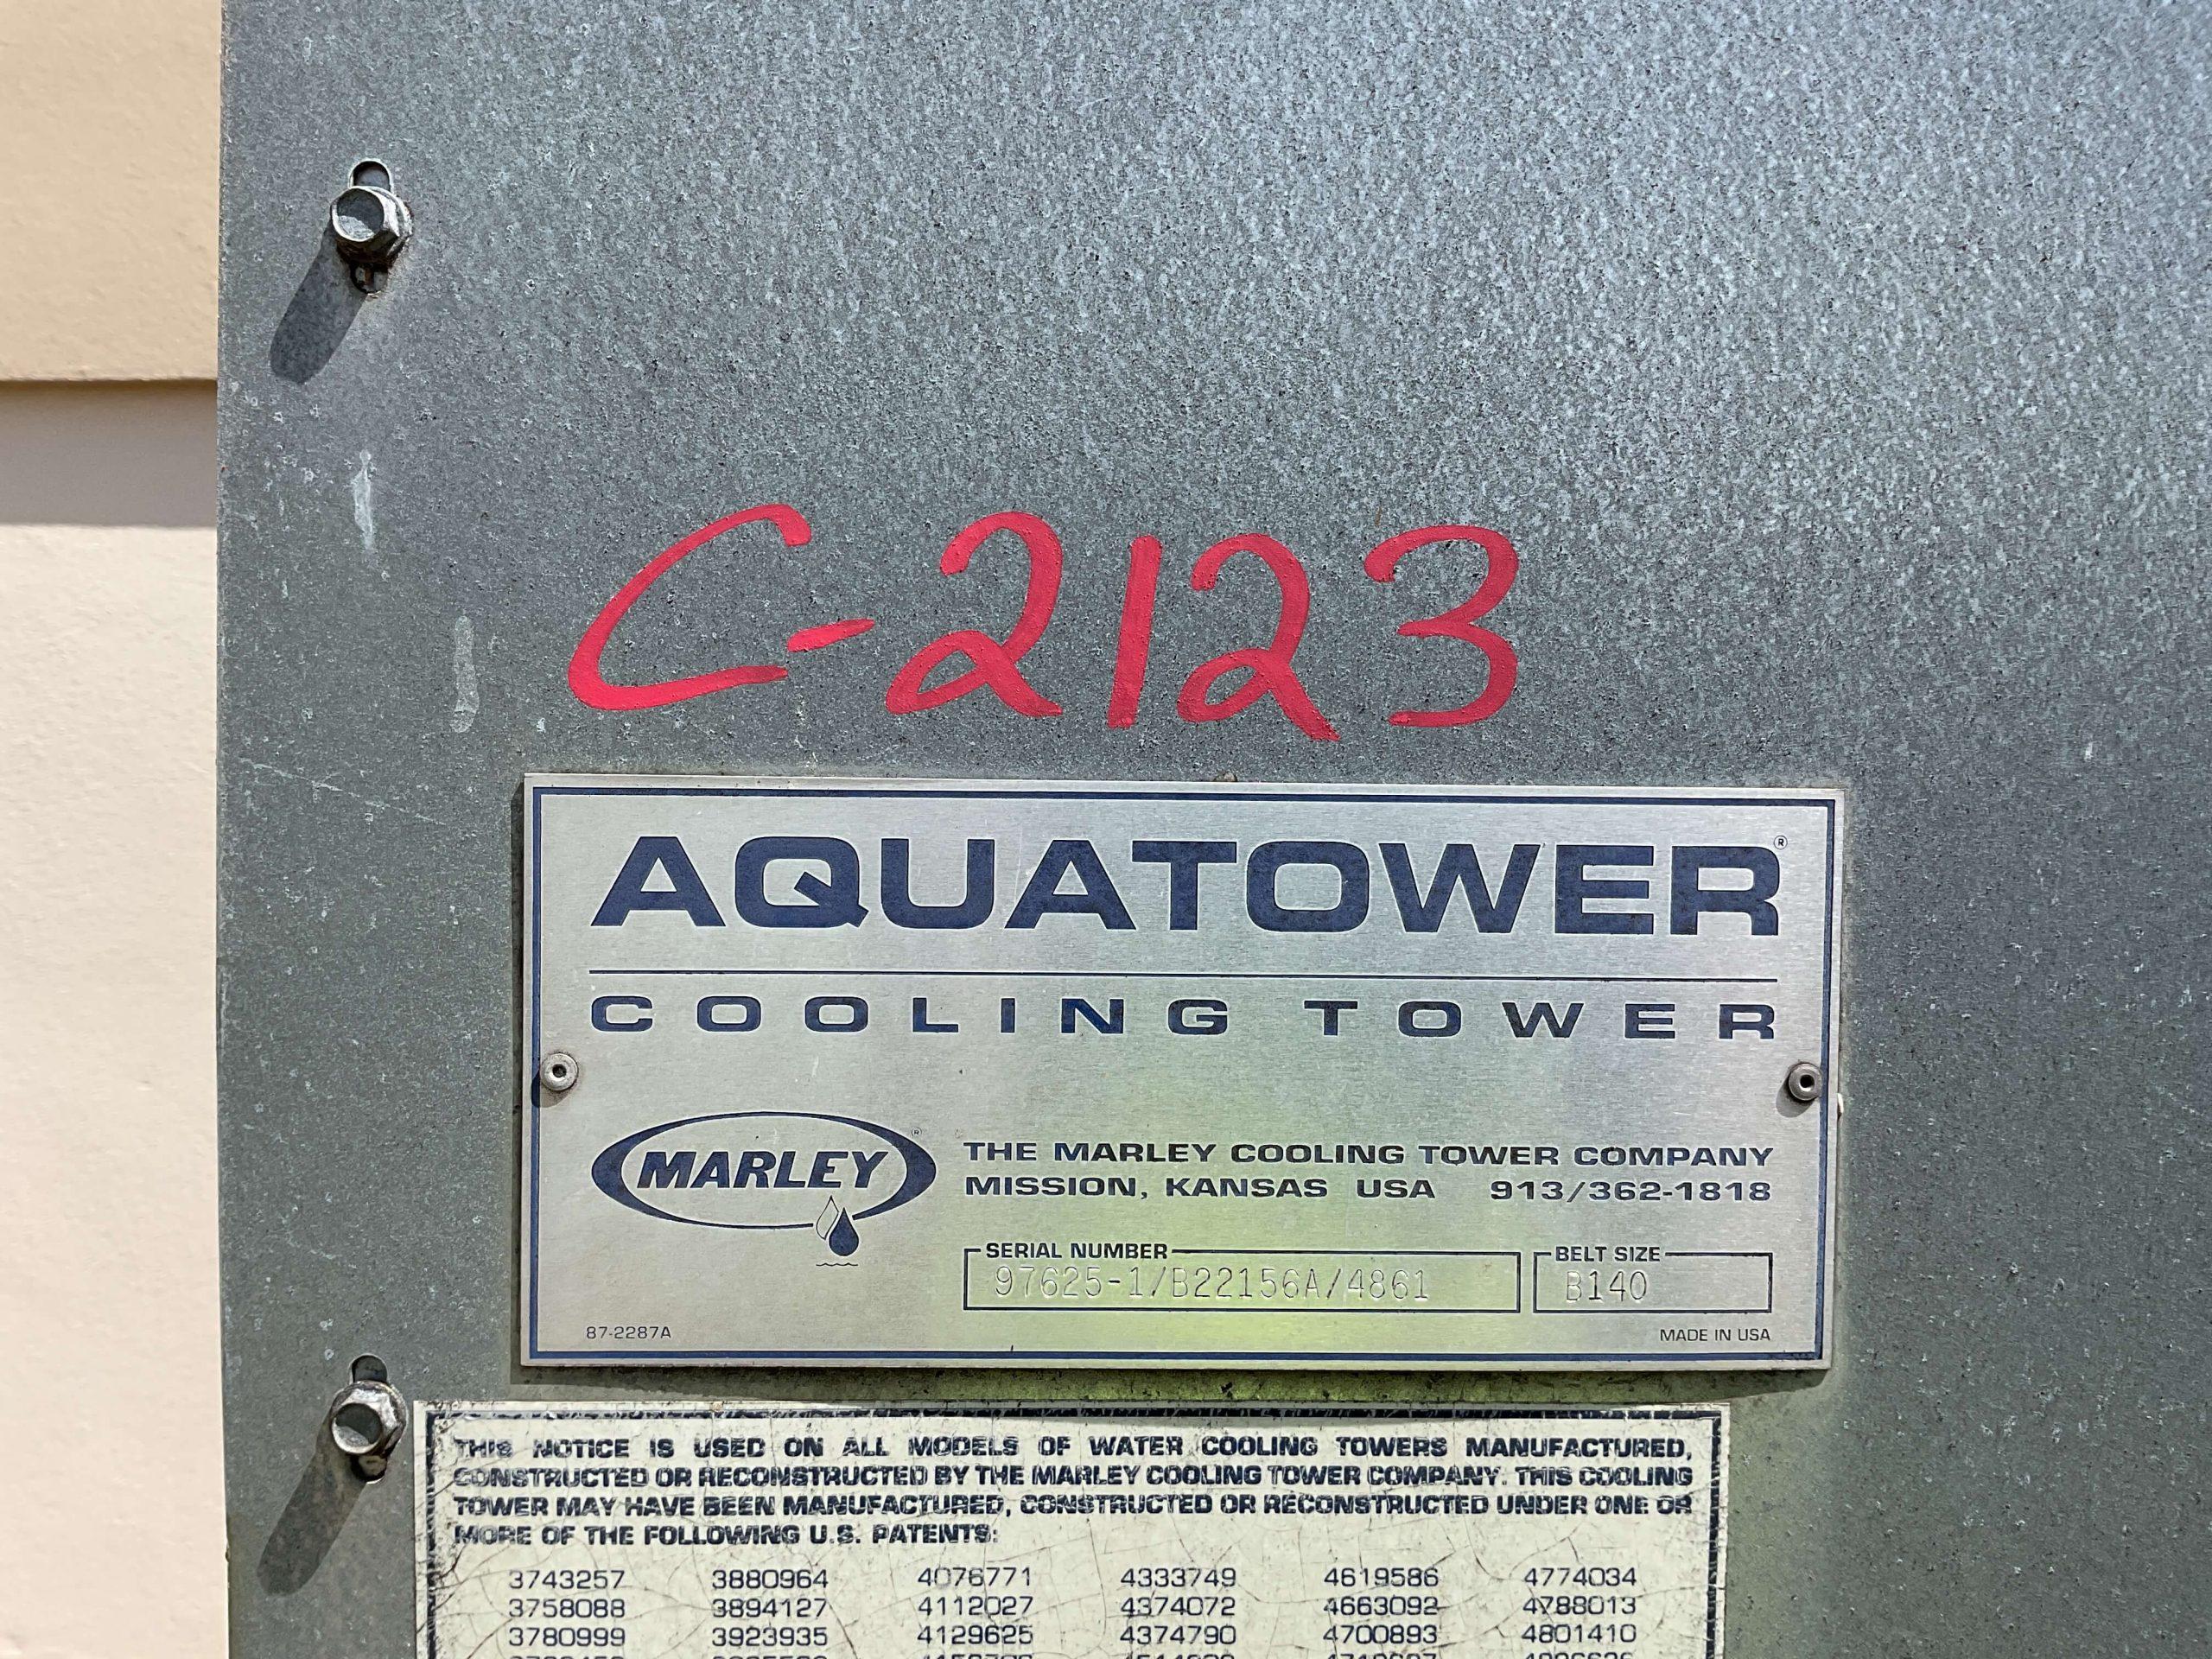 C-2123
AQUATOWER®
COOLING TOWER
MARLEY®
THE MARLEY COOLING TOWER COMPANY
MISSION, KANSAS USA 913/362-1818
SERIAL NUMBER BELT SIZE
97625-1/B22156A/4861 B140
87-2287A MADE IN USA
THIS NOTICE IS USED ON ALL MODELS OF WATER COOLING TOWERS MANUFACTURED,
CONSTRUCTED OR RECONSTRUCTED BY THE MARLEY COOLING TOWER COMPANY. THIS COOLING
TOWER MAY HAVE BEEN MANUFACTURED, CONSTRUCTED OR RECONSTRUCTED UNDER ONE OR
MORE OF THE FOLLOWING U.S. PATENTS:
3743257 3880964 4076771 4333749 4619586 4774034
3758088 3894127 4112027 4374072 4663092 4788013
3780999 3923935 4129625 4374790 4700893 4801410